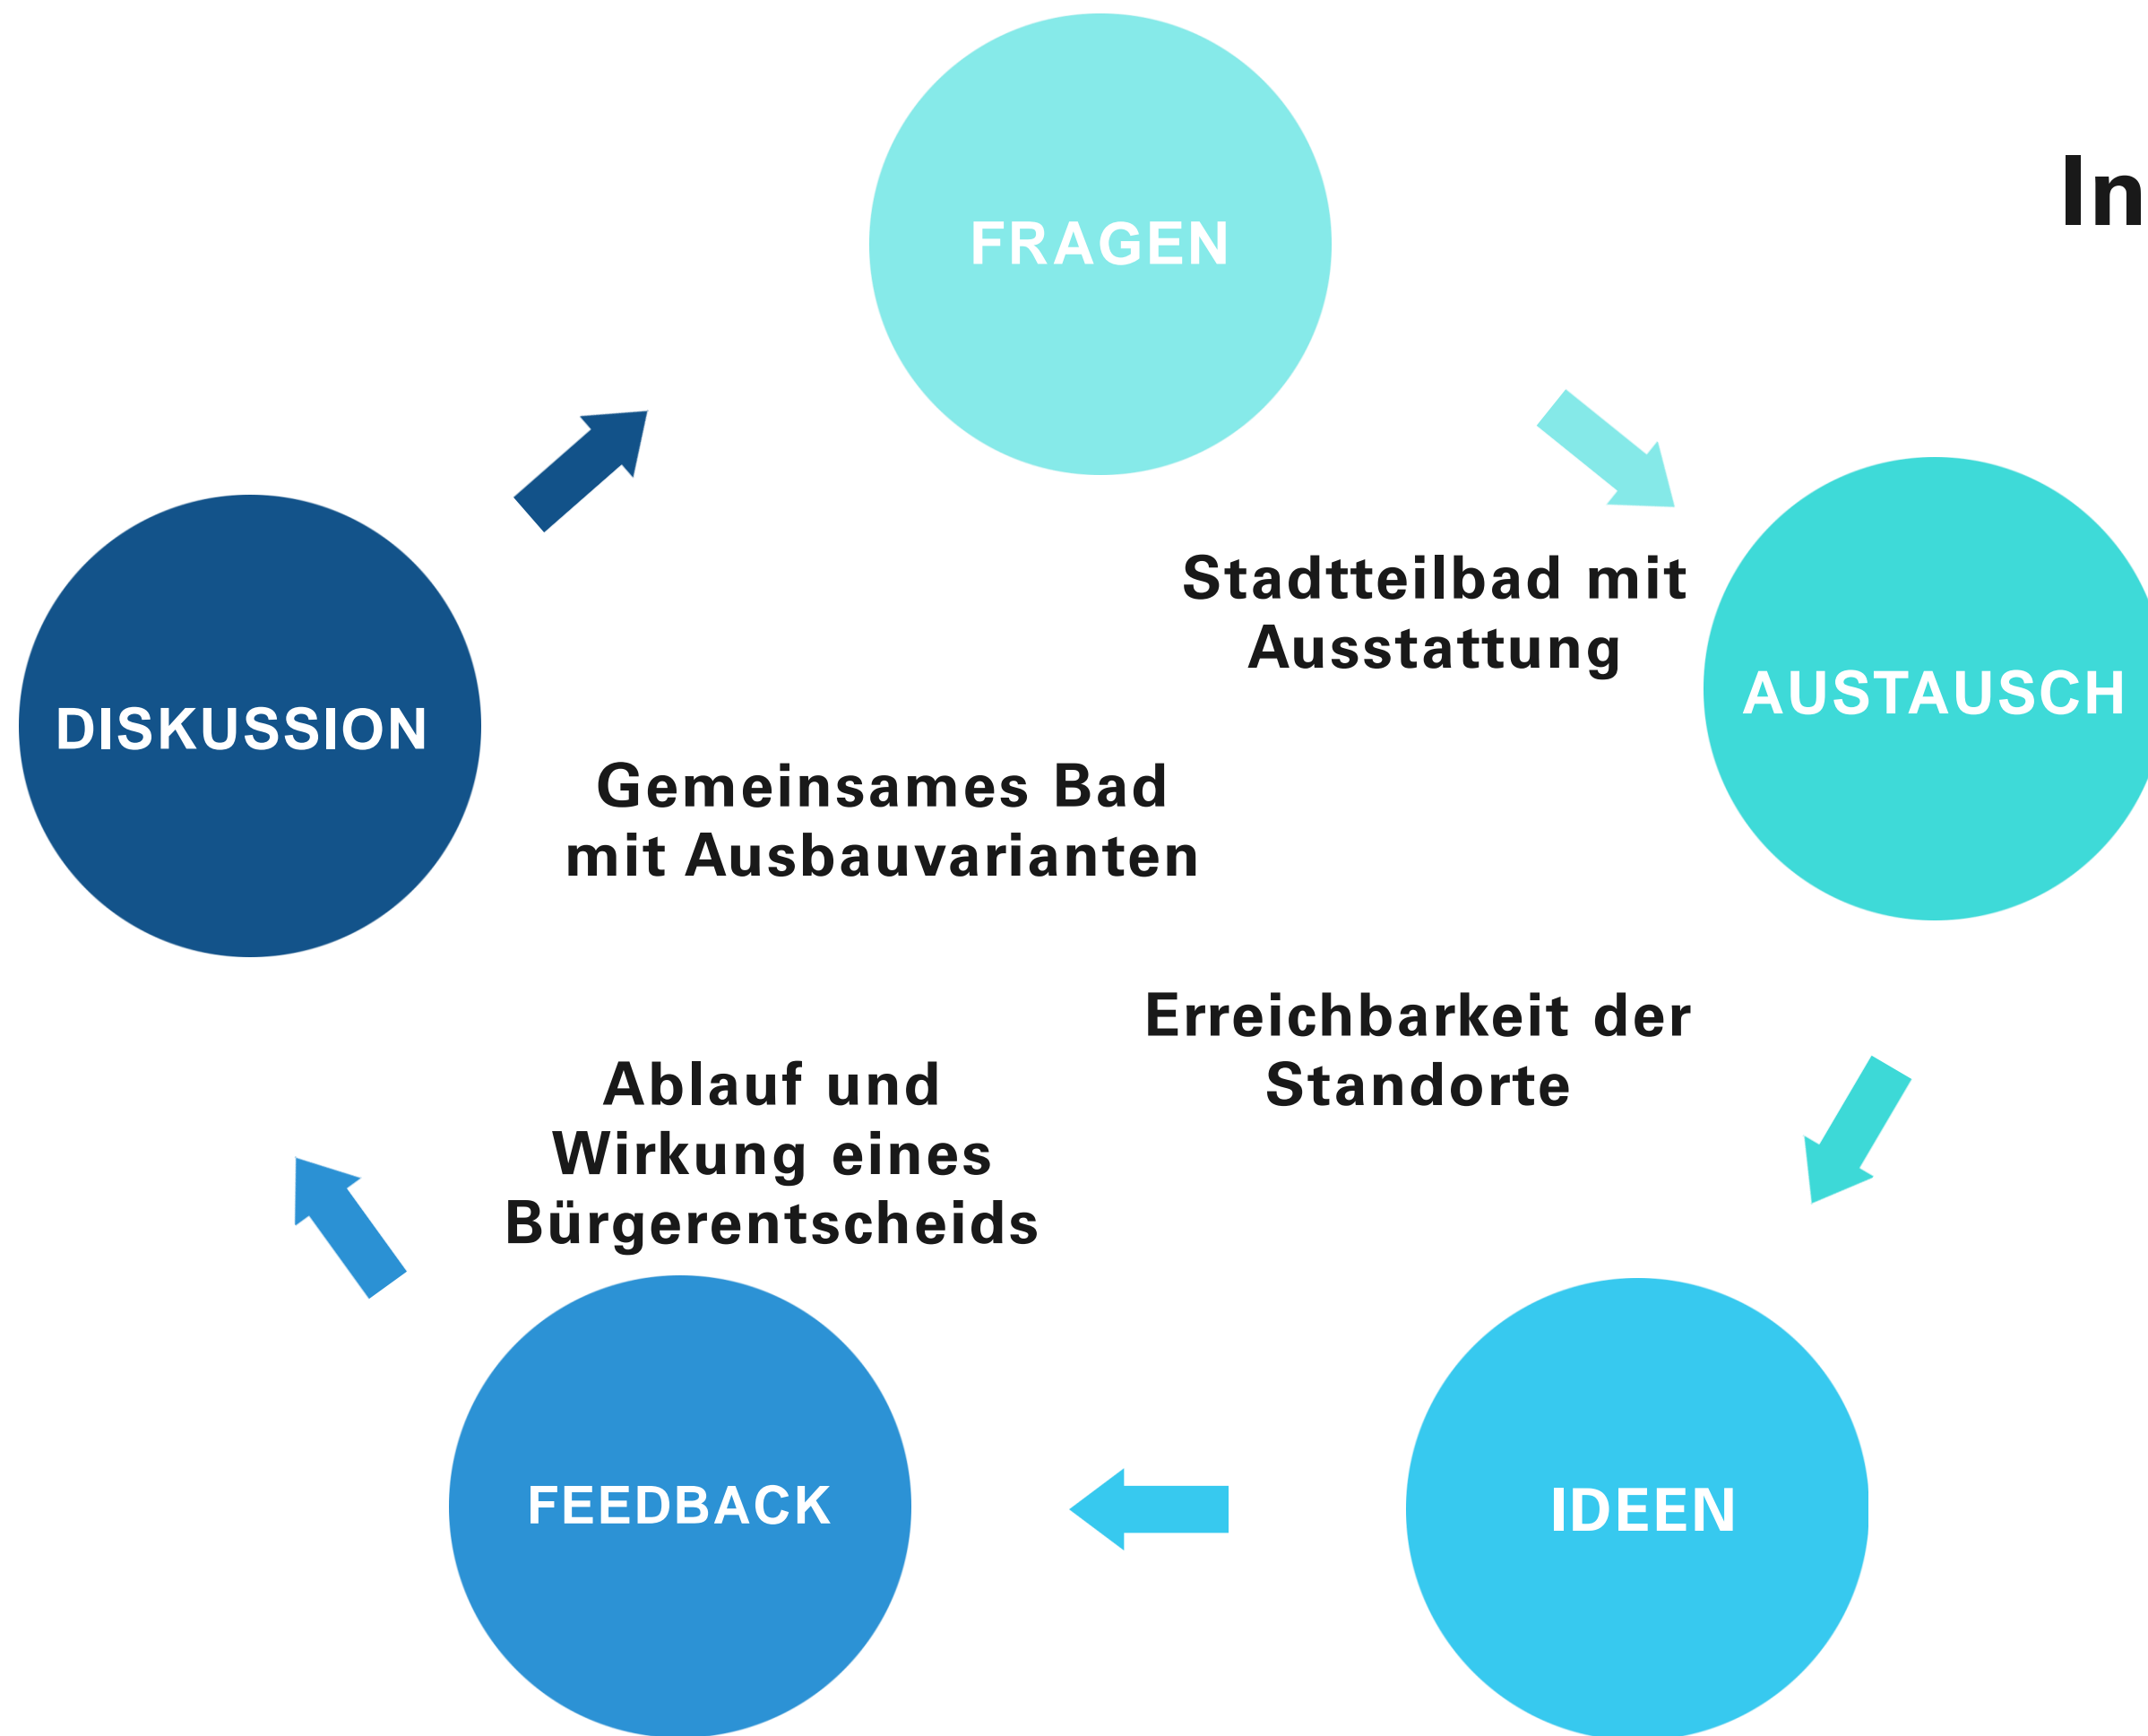 FRAGEN
In
Stadtteilbad mit
Ausstattung
AUSTAUSCH
DISKUSSION
Gemeinsames Bad
mit Ausbauvarianten
Erreichbarkeit der
Standorte
Ablauf und
Wirkung eines
Bürgerentscheids
FEEDBACK
IDEEN